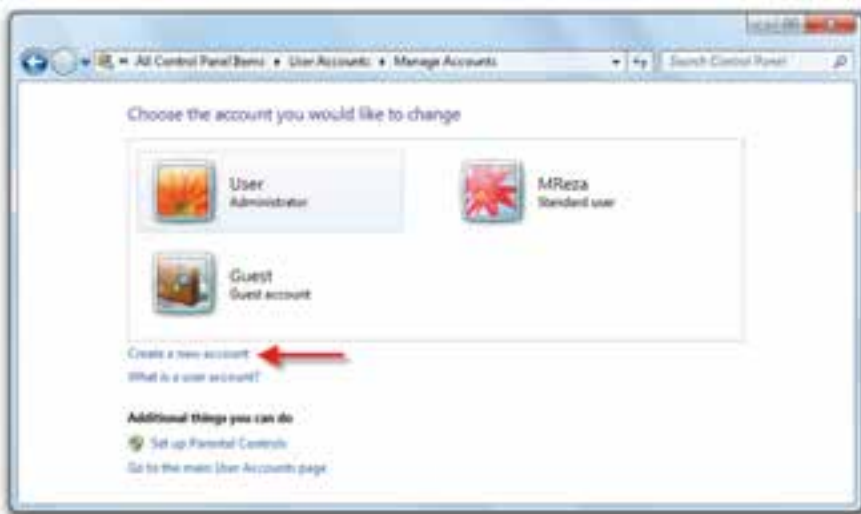 All Control Panel Items ▸ User Accounts ▸ Manage Accounts
Search Control Panel
Choose the account you would like to change
User
Administrator
MReza
Standard user
Guest
Guest account
Create a new account
What is a user account?
Additional things you can do
Set up Parental Controls
Go to the main User Accounts page